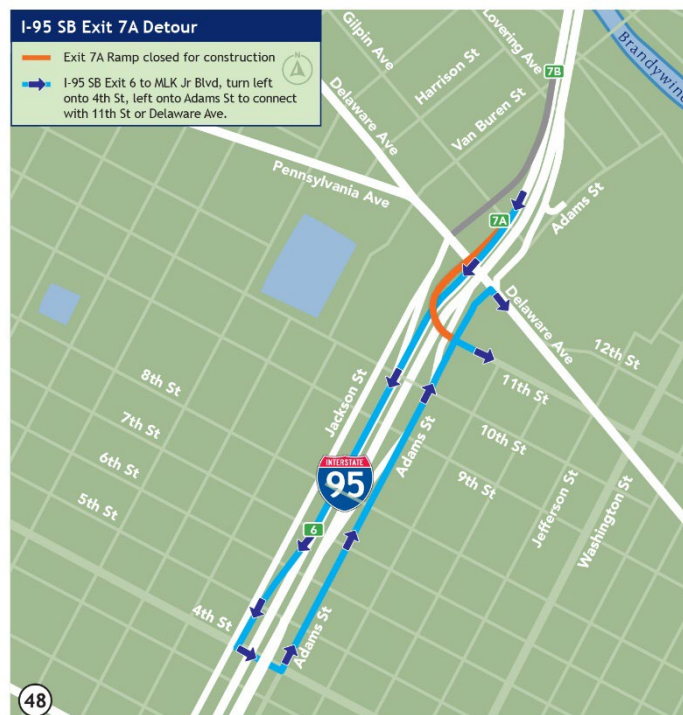 I-95 SB Exit 7A Detour
Exit 7A Ramp closed for construction
N
I-95 SB Exit 6 to MLK Jr Blvd, turn left
onto 4th St, left onto Adams St to connect
with 11th St or Delaware Ave.
Gilpin Ave
Lovering Ave
7B
Brandywine
Harrison St
Delaware Ave
Van Buren St
Pennsylvania Ave
7A
Adams St
Delaware Ave
12th St
11th St
8th St
Jackson St
7th St
Adams St
10th St
6th St
9th St
Jefferson St
Washington St
INTERSTATE
95
5th St
6
4th St
Adams St
48